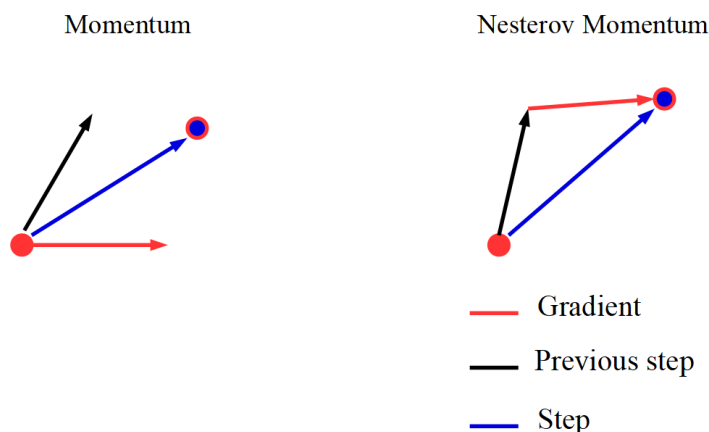 Momentum
Nesterov Momentum
Gradient
Previous step
Step